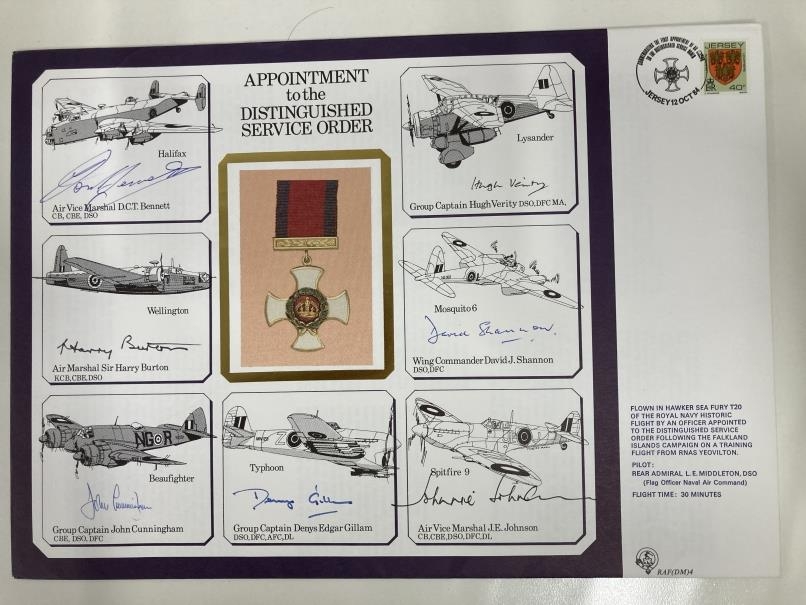 APPOINTMENT
to the
DISTINGUISHED
SERVICE ORDER
Halifax
Air Vice Marshal D.C.T. Bennett
CB, CBE, DSO
Lysander
Hugh Verity
Group Captain Hugh Verity DSO, DFC MA.
Wellington
Harry Burton
Air Marshal Sir Harry Burton
KCB, CBE, DSO
Mosquito 6
David Shannon.
Wing Commander David J. Shannon
DSO, DFC
NG R
Beaufighter
John Cunningham
Group Captain John Cunningham
CBE, DSO, DFC
Typhoon
Denys Gillam
Group Captain Denys Edgar Gillam
DSO, DFC, AFC, DL
Spitfire 9
Johnnie Johnson
Air Vice Marshal J.E. Johnson
CB, CBE, DSO, DFC, DL
JERSEY 12 OCT 84
JERSEY
40p
FLOWN IN HAWKER SEA FURY T20
OF THE ROYAL NAVY HISTORIC
FLIGHT BY AN OFFICER APPOINTED
TO THE DISTINGUISHED SERVICE
ORDER FOLLOWING THE FALKLAND
ISLANDS CAMPAIGN ON A TRAINING
FLIGHT FROM RNAS YEOVILTON.
PILOT:
REAR ADMIRAL L.E. MIDDLETON, DSO
(Flag Officer Naval Air Command)
FLIGHT TIME: 30 MINUTES
RAF(DM)4